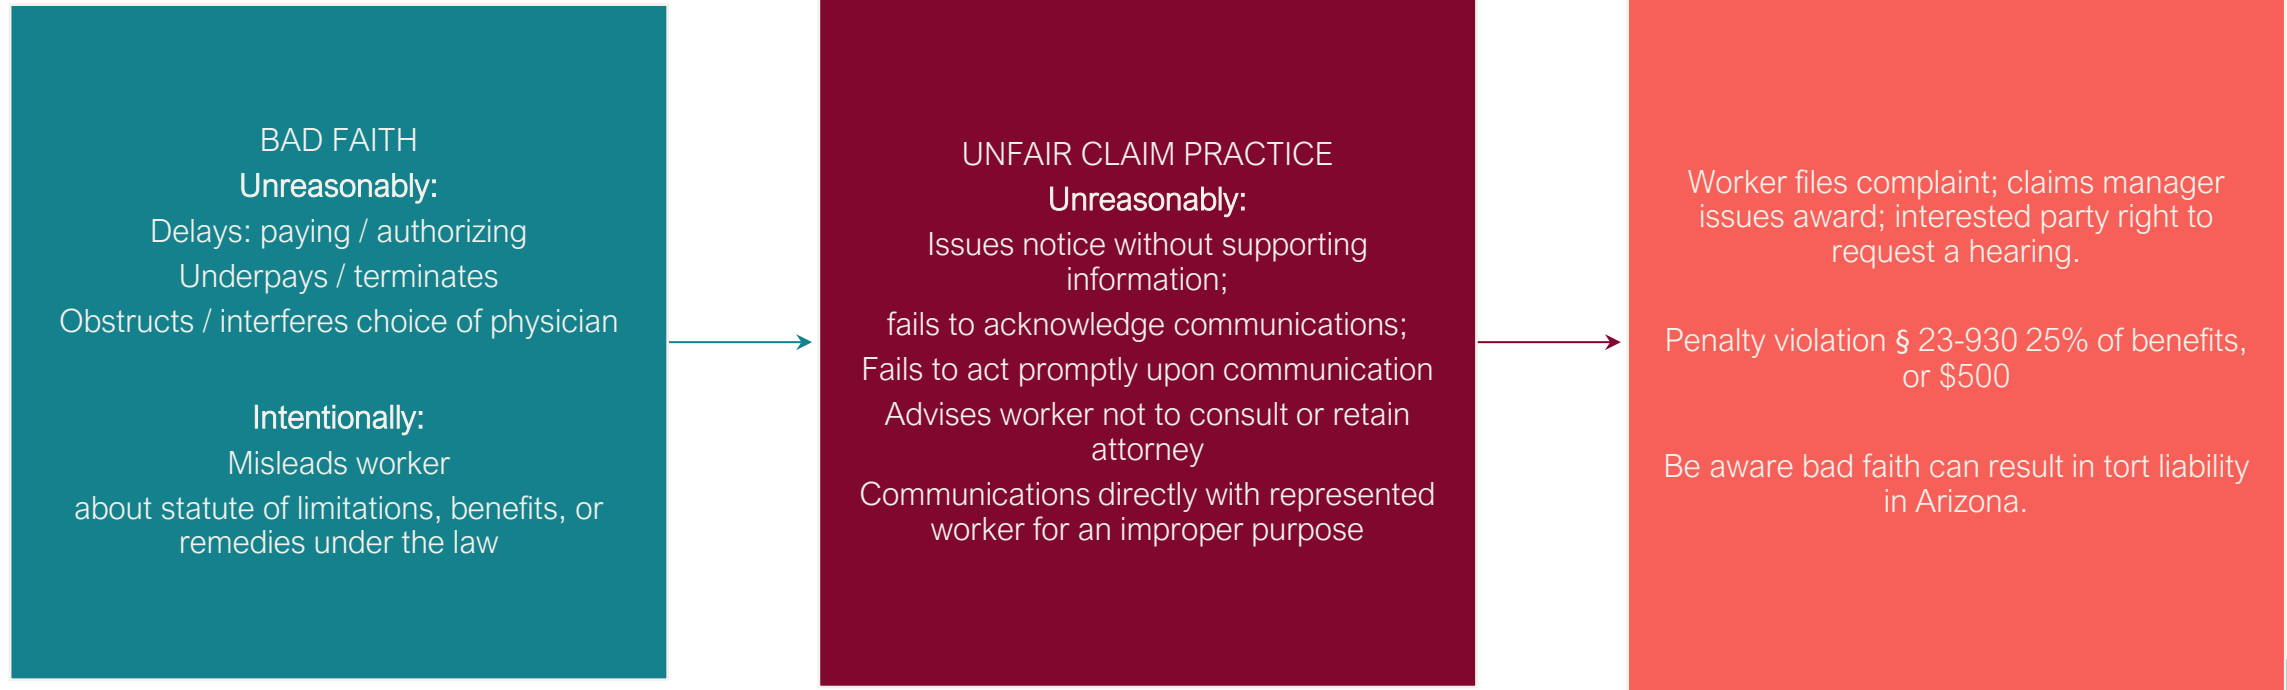 BAD FAITH
Unreasonably:
Delays: paying / authorizing
Underpays / terminates
Obstructs / interferes choice of physician
Intentionally:
Misleads worker
about statute of limitations, benefits, or
remedies under the law
UNFAIR CLAIM PRACTICE
Unreasonably:
Issues notice without supporting
information;
fails to acknowledge communications;
Fails to act promptly upon communication
Advises worker not to consult or retain
attorney
Communications directly with represented
worker for an improper purpose
Worker files complaint; claims manager
issues award; interested party right to
request a hearing.
Penalty violation § 23-930 25% of benefits,
or $500
Be aware bad faith can result in tort liability
in Arizona.